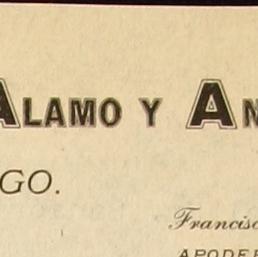 ALAMO Y AN
GO.
Francisc
APODER